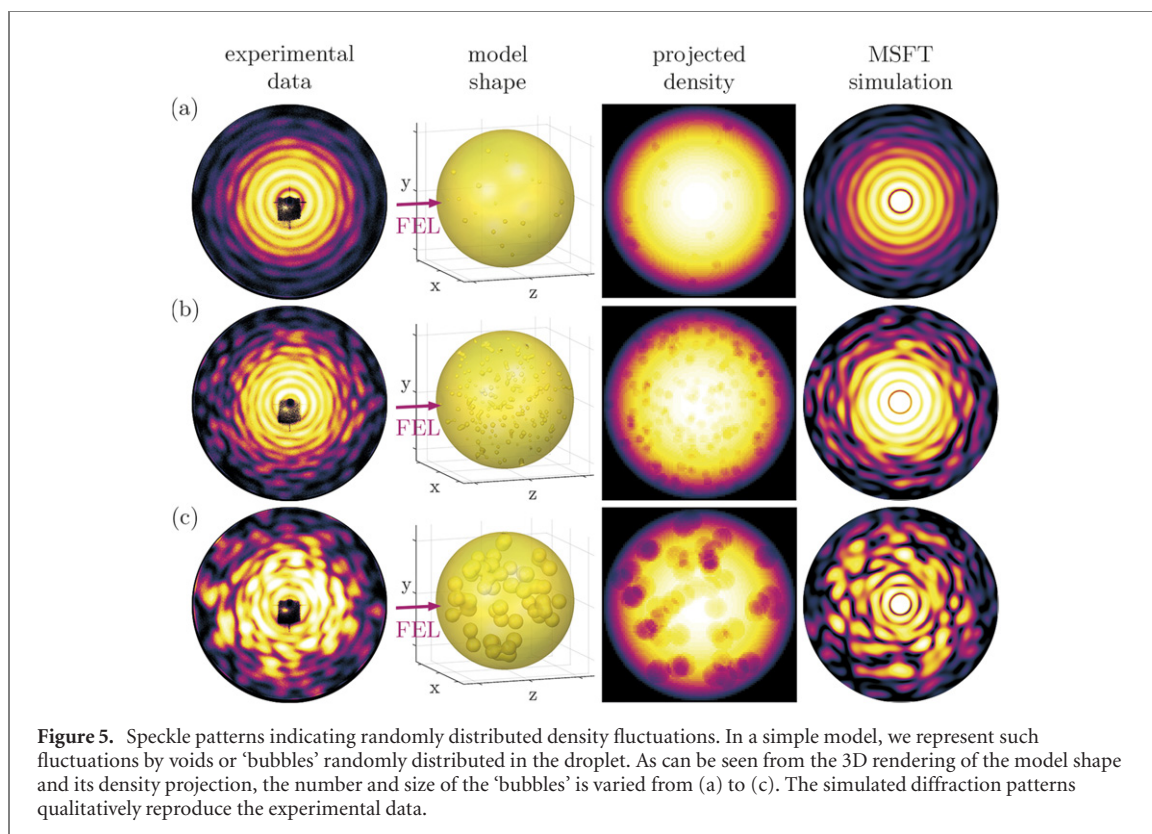 experimental data
model shape
projected density
MSFT simulation
(a)
y
FEL
x
z
(b)
y
FEL
x
z
(c)
y
FEL
x
z
Figure 5. Speckle patterns indicating randomly distributed density fluctuations. In a simple model, we represent such
fluctuations by voids or ‘bubbles’ randomly distributed in the droplet. As can be seen from the 3D rendering of the model shape
and its density projection, the number and size of the ‘bubbles’ is varied from (a) to (c). The simulated diffraction patterns
qualitatively reproduce the experimental data.